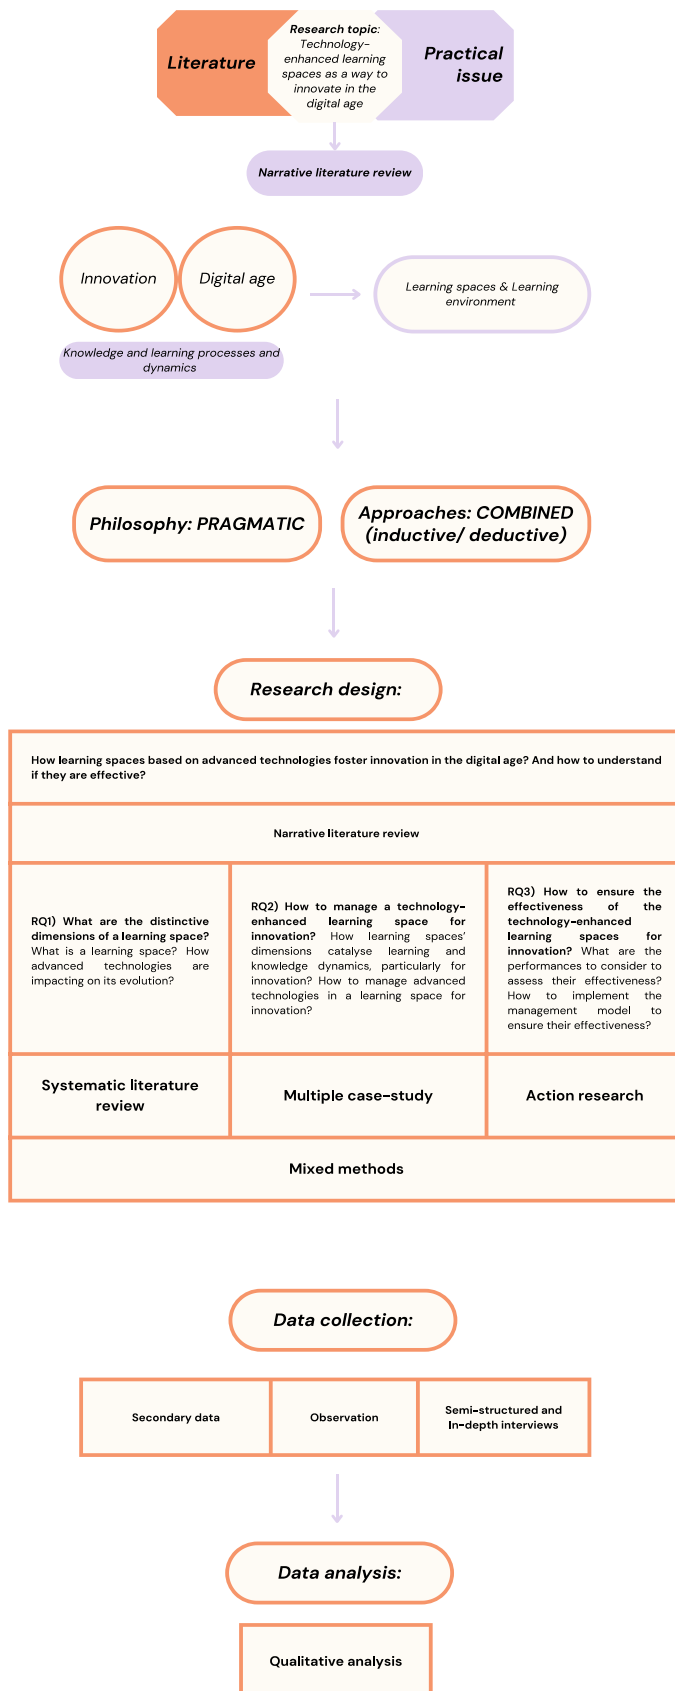 Literature
Research topic:
Technology-
enhanced learning
spaces as a way to
innovate in the
digital age
Practical
issue
Narrative literature review
Innovation
Digital age
Learning spaces & Learning
environment
Knowledge and learning processes and
dynamics
Philosophy: PRAGMATIC
Approaches: COMBINED
(inductive/ deductive)
Research design:
How learning spaces based on advanced technologies foster innovation in the digital age? And how to understand
if they are effective?
Narrative literature review
RQ1) What are the distinctive
dimensions of a learning space?
What is a learning space? How
advanced technologies are
impacting on its evolution?
RQ2) How to manage a technology-
enhanced learning space for
innovation? How learning spaces'
dimensions catalyse learning and
knowledge dynamics, particularly for
innovation? How to manage advanced
technologies in a learning space for
innovation?
RQ3) How to ensure the
effectiveness of the
technology-enhanced
learning spaces for
innovation? What are the
performances to consider to
assess their effectiveness?
How to implement the
management model to
ensure their effectiveness?
Systematic literature
review
Multiple case-study
Action research
Mixed methods
Data collection:
Secondary data
Observation
Semi-structured and
In-depth interviews
Data analysis:
Qualitative analysis